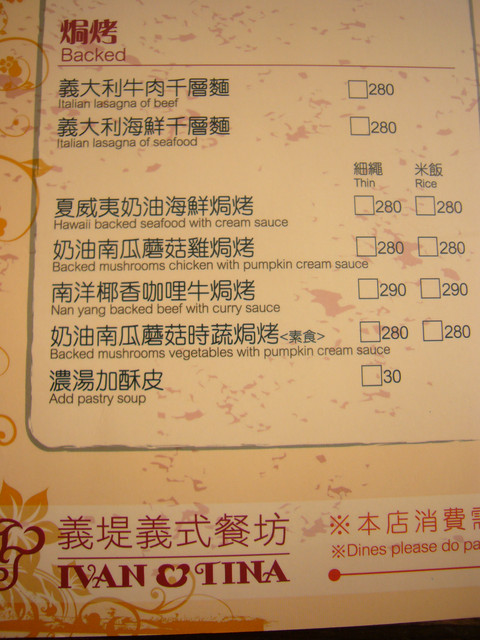 焗烤
Backed
義大利牛肉千層麵 □280
Italian lasagna of beef
義大利海鮮千層麵 □280
Italian lasagna of seafood
細繩 米飯
Thin Rice
夏威夷奶油海鮮焗烤 □280 □280
Hawaii backed seafood with cream sauce
奶油南瓜蘑菇雞焗烤 □280 □280
Backed mushrooms chicken with pumpkin cream sauce
南洋椰香咖哩牛焗烤 □290 □290
Nan yang backed beef with curry sauce
奶油南瓜蘑菇時蔬焗烤<素食> □280 □280
Backed mushrooms vegetables with pumpkin cream sauce
濃湯加酥皮 □30
Add pastry soup
義堤義式餐坊
IVAN & TINA
※本店消費需
※Dines please do pa